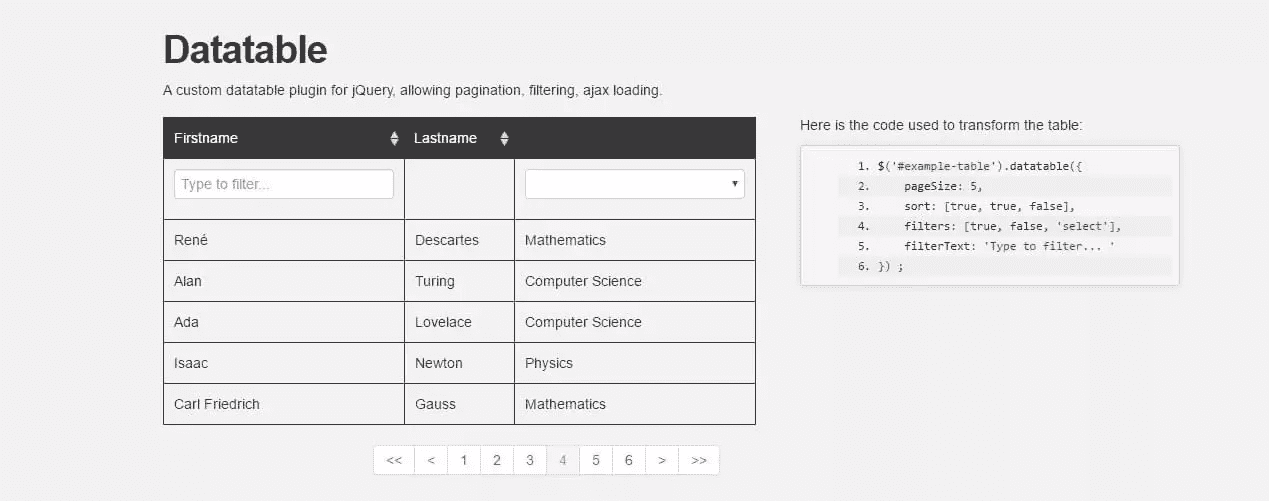 Datatable
A custom datatable plugin for jQuery, allowing pagination, filtering, ajax loading.
Firstname Lastname
Type to filter...
René Descartes Mathematics
Alan Turing Computer Science
Ada Lovelace Computer Science
Isaac Newton Physics
Carl Friedrich Gauss Mathematics
<< < 1 2 3 4 5 6 > >>
Here is the code used to transform the table:
1. $('#example-table').datatable({
2. pageSize: 5,
3. sort: [true, true, false],
4. filters: [true, false, 'select'],
5. filterText: 'Type to filter... '
6. }) ;